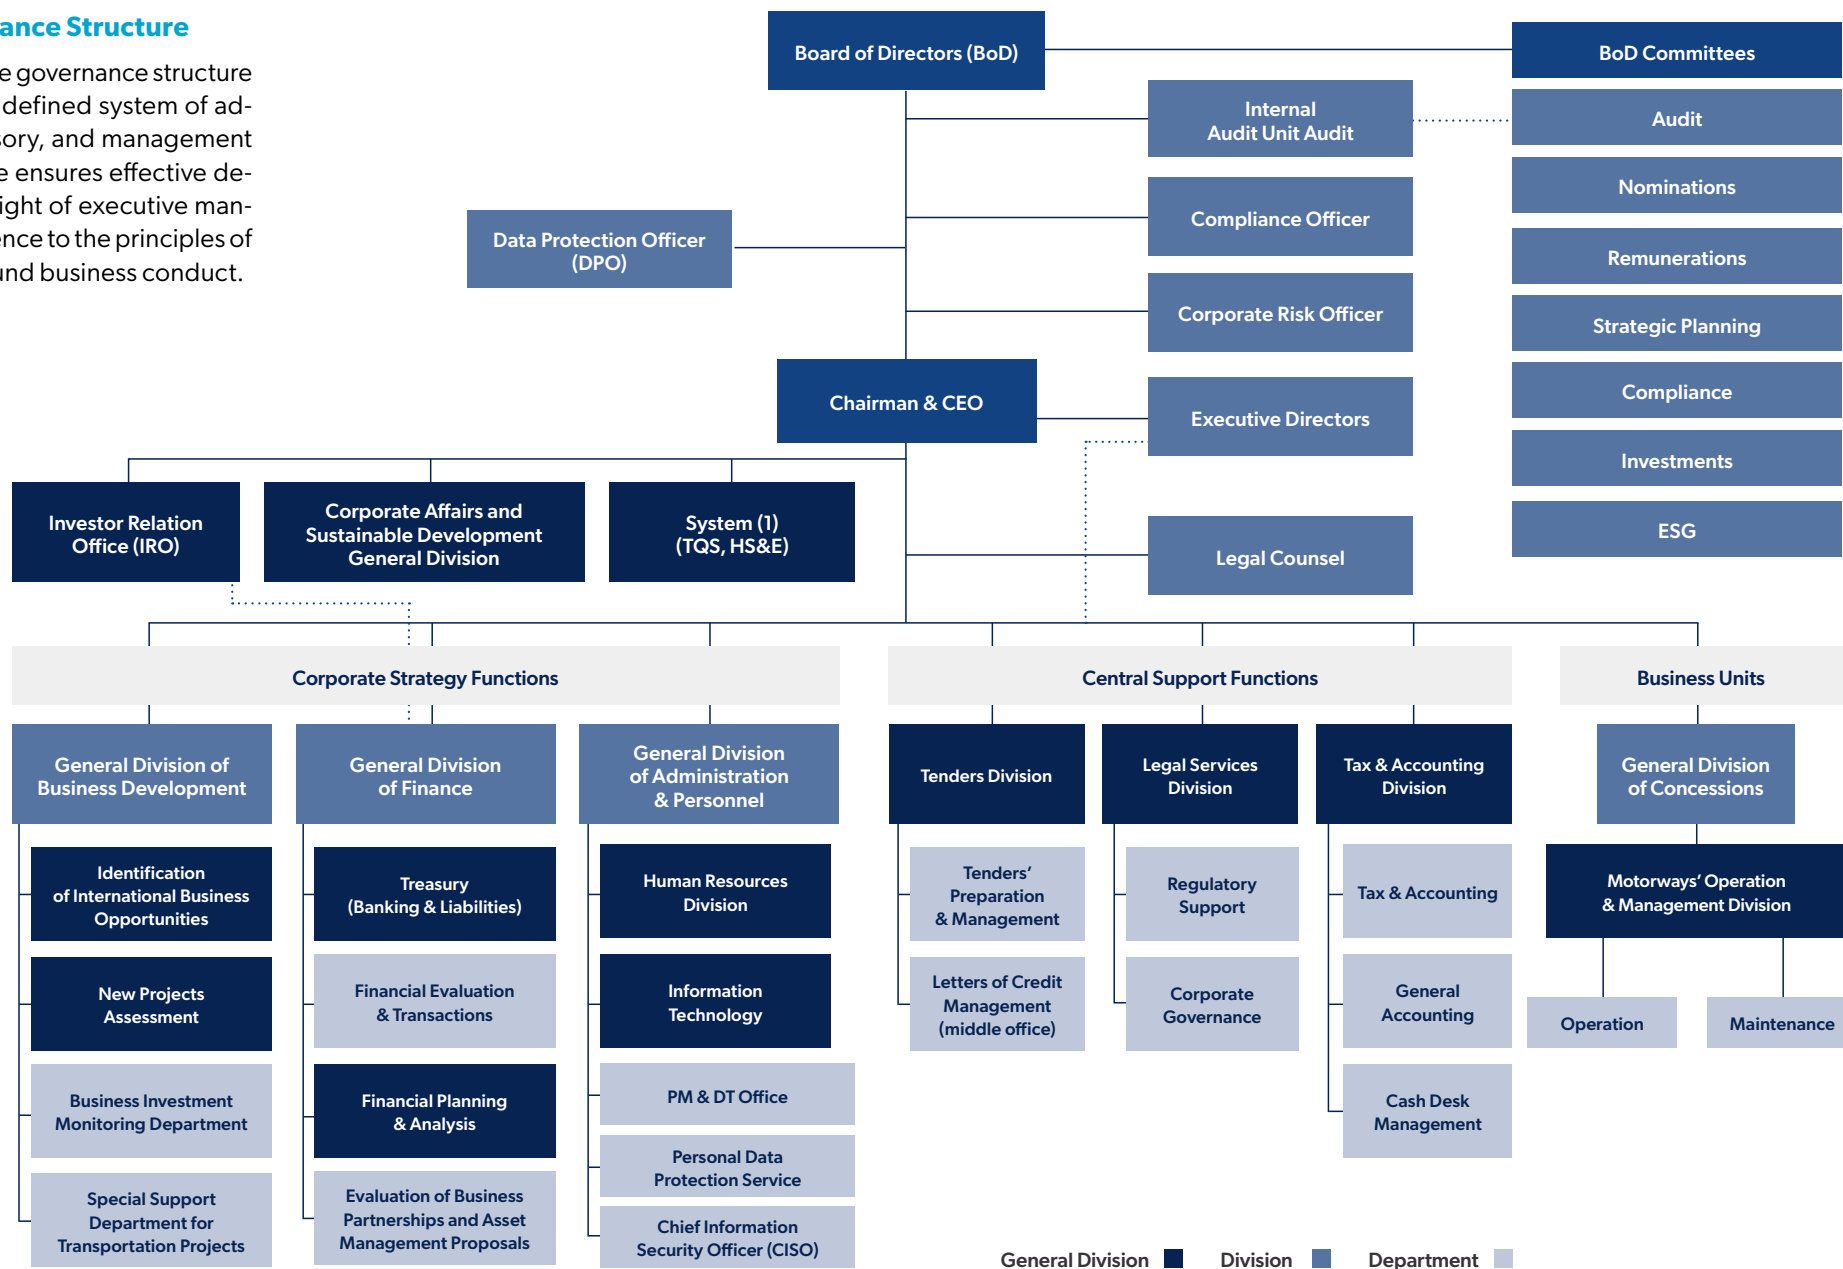 ance Structure
e governance structure
defined system of ad-
sory, and management
e ensures effective de-
ight of executive man-
ence to the principles of
und business conduct.
Board of Directors (BoD)
BoD Committees
Internal
Audit Unit Audit
Audit
Nominations
Compliance Officer
Data Protection Officer
(DPO)
Remunerations
Corporate Risk Officer
Strategic Planning
Chairman & CEO
Executive Directors
Compliance
Investments
ESG
Investor Relation
Office (IRO)
Corporate Affairs and
Sustainable Development
General Division
System (1)
(TQS, HS&E)
Legal Counsel
Corporate Strategy Functions
Central Support Functions
Business Units
General Division of
Business Development
General Division
of Finance
General Division
of Administration
& Personnel
Tenders Division
Legal Services
Division
Tax & Accounting
Division
General Division
of Concessions
Identification
of International Business
Opportunities
Treasury
(Banking & Liabilities)
Human Resources
Division
Tenders’
Preparation
& Management
Regulatory
Support
Tax & Accounting
Motorways’ Operation
& Management Division
New Projects
Assessment
Financial Evaluation
& Transactions
Information
Technology
Letters of Credit
Management
(middle office)
Corporate
Governance
General
Accounting
Operation
Maintenance
Business Investment
Monitoring Department
Financial Planning
& Analysis
PM & DT Office
Cash Desk
Management
Personal Data
Protection Service
Special Support
Department for
Transportation Projects
Evaluation of Business
Partnerships and Asset
Management Proposals
Chief Information
Security Officer (CISO)
General Division
Division
Department